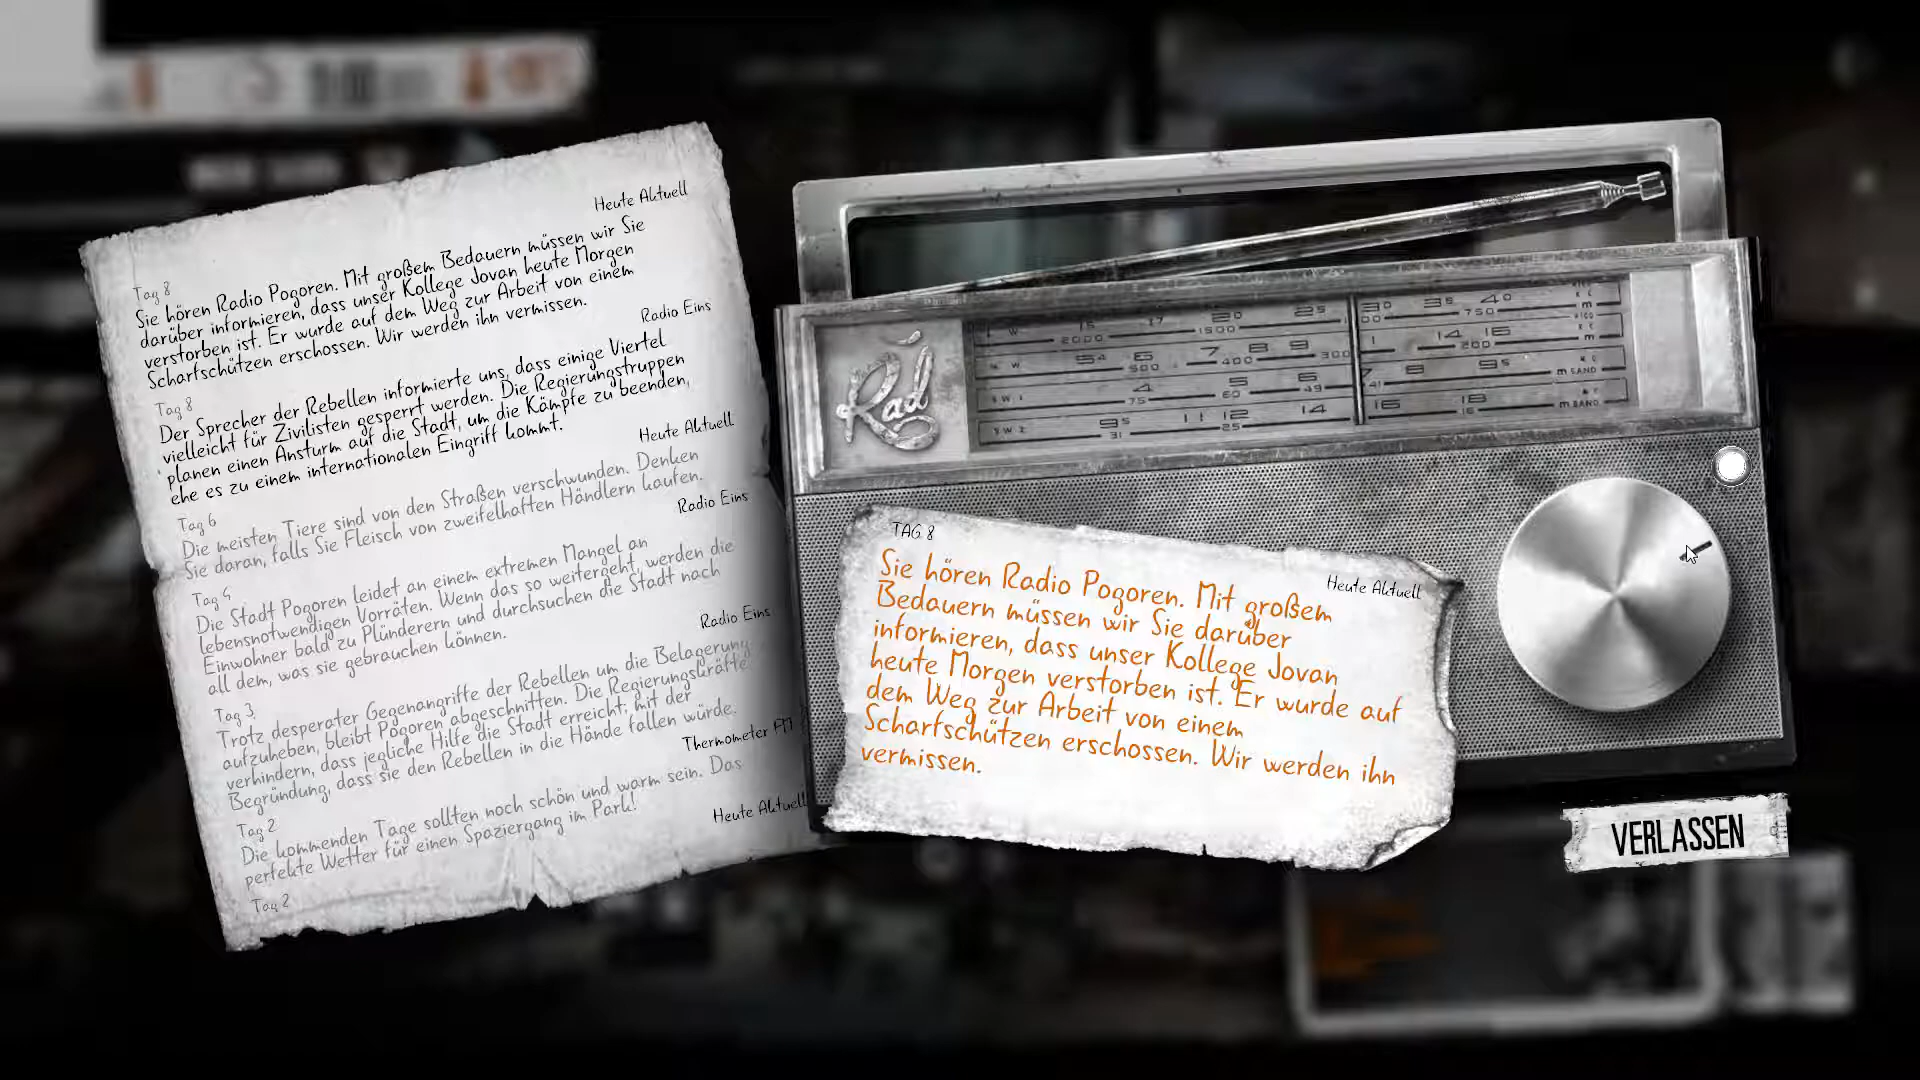 Heute Aktuell
Tag 8
Sie hören Radio Pogoren. Mit großem Bedauern müssen wir Sie
darüber informieren, dass unser Kollege Jovan heute Morgen
verstorben ist. Er wurde auf dem Weg zur Arbeit von einem
Scharfschützen erschossen. Wir werden ihn vermissen.
Radio Eins
Tag 8
Der Sprecher der Rebellen informierte uns, dass einige Viertel
vielleicht für Zivilisten gesperrt werden. Die Regierungstruppen
planen einen Ansturm auf die Stadt, um die Kämpfe zu beenden,
ehe es zu einem internationalen Eingriff kommt.
Heute Aktuell
Tag 6
Die meisten Tiere sind von den Straßen verschwunden. Denken
Sie daran, falls Sie Fleisch von zweifelhaften Händlern kaufen.
Radio Eins
Tag 4
Die Stadt Pogoren leidet an einem extremen Mangel an
lebensnotwendigen Vorräten. Wenn das so weitergeht, werden die
Einwohner bald zu Plünderern und durchsuchen die Stadt nach
all dem, was sie gebrauchen können.
Radio Eins
Tag 3
Trotz desperater Gegenangriffe der Rebellen um die Belagerung
aufzuheben, bleibt Pogoren abgeschnitten. Die Regierungskräfte
verhindern, dass jegliche Hilfe die Stadt erreicht; mit der
Begründung, dass sie den Rebellen in die Hände fallen würde.
Thermometer FM
Tag 2
Die kommenden Tage sollten noch schön und warm sein. Das
perfekte Wetter für einen Spaziergang im Park!
Heute Aktuell
Tag 2
Rad
TAG 8
Heute Aktuell
Sie hören Radio Pogoren. Mit großem
Bedauern müssen wir Sie darüber
informieren, dass unser Kollege Jovan
heute Morgen verstorben ist. Er wurde auf
dem Weg zur Arbeit von einem
Scharfschützen erschossen. Wir werden ihn
vermissen.
VERLASSEN